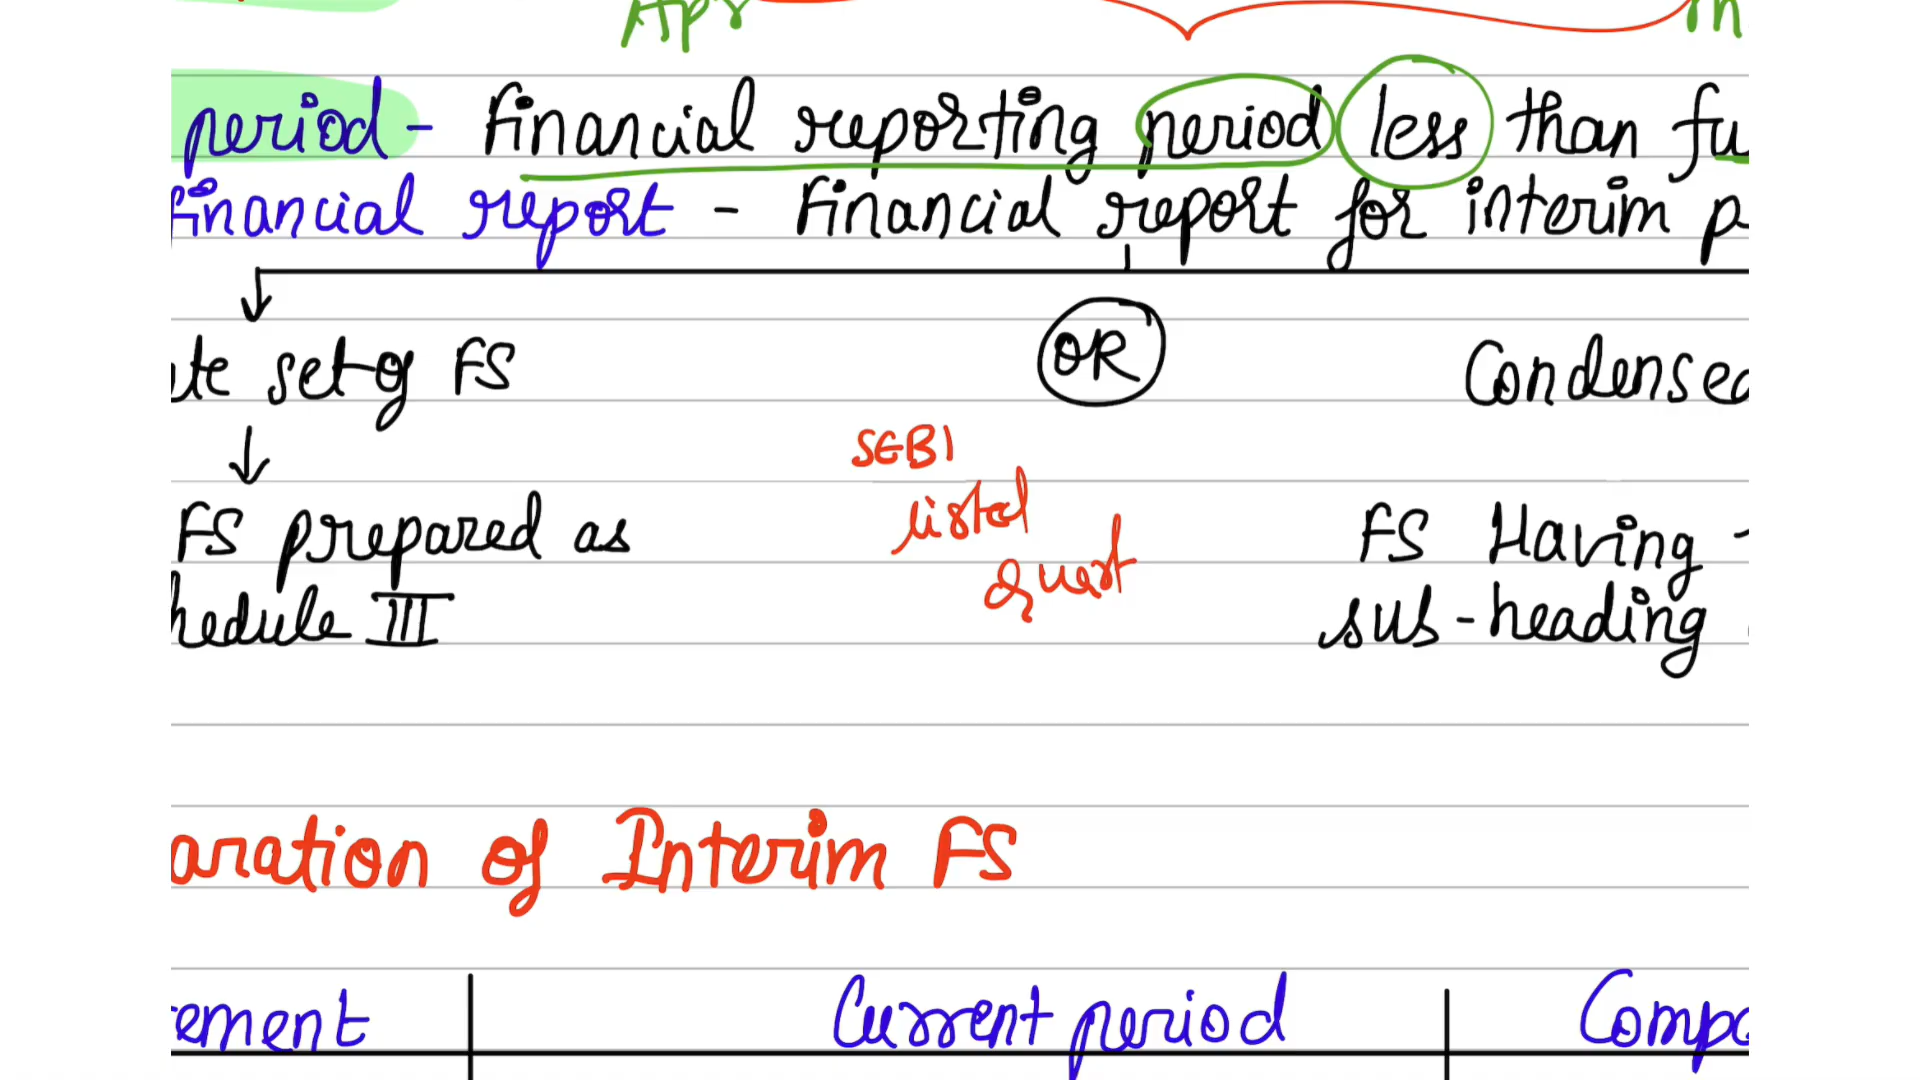 Apr
period - Financial reporting period less than fu
Financial report - Financial report for interim p
te set of FS
OR
Condensed
SEBI
listed
quart
FS prepared as
hedule III
FS Having
sub-heading
aration of Interim FS
ement
Current period
Comp